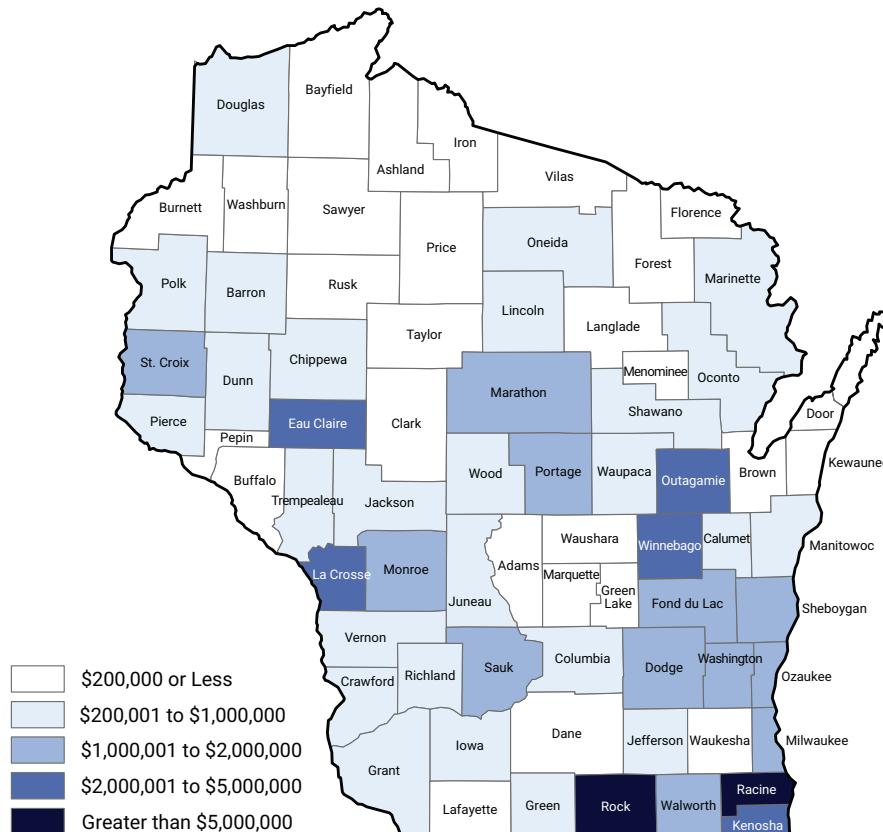 Douglas
Bayfield
Iron
Ashland
Vilas
Burnett
Washburn
Sawyer
Price
Florence
Oneida
Forest
Marinette
Polk
Barron
Rusk
Lincoln
Taylor
Langlade
St. Croix
Chippewa
Dunn
Menominee
Oconto
Marathon
Shawano
Pierce
Eau Claire
Clark
Door
Pepin
Buffalo
Trempealeau
Jackson
Wood
Portage
Waupaca
Outagamie
Brown
Kewaunee
La Crosse
Monroe
Juneau
Adams
Waushara
Winnebago
Calumet
Manitowoc
Marquette
Green
Lake
Fond du Lac
Sheboygan
Vernon
Crawford
Richland
Sauk
Columbia
Dodge
Washington
Ozaukee
Grant
Iowa
Dane
Jefferson
Waukesha
Milwaukee
Lafayette
Green
Rock
Walworth
Racine
Kenosha
$200,000 or Less
$200,001 to $1,000,000
$1,000,001 to $2,000,000
$2,000,001 to $5,000,000
Greater than $5,000,000